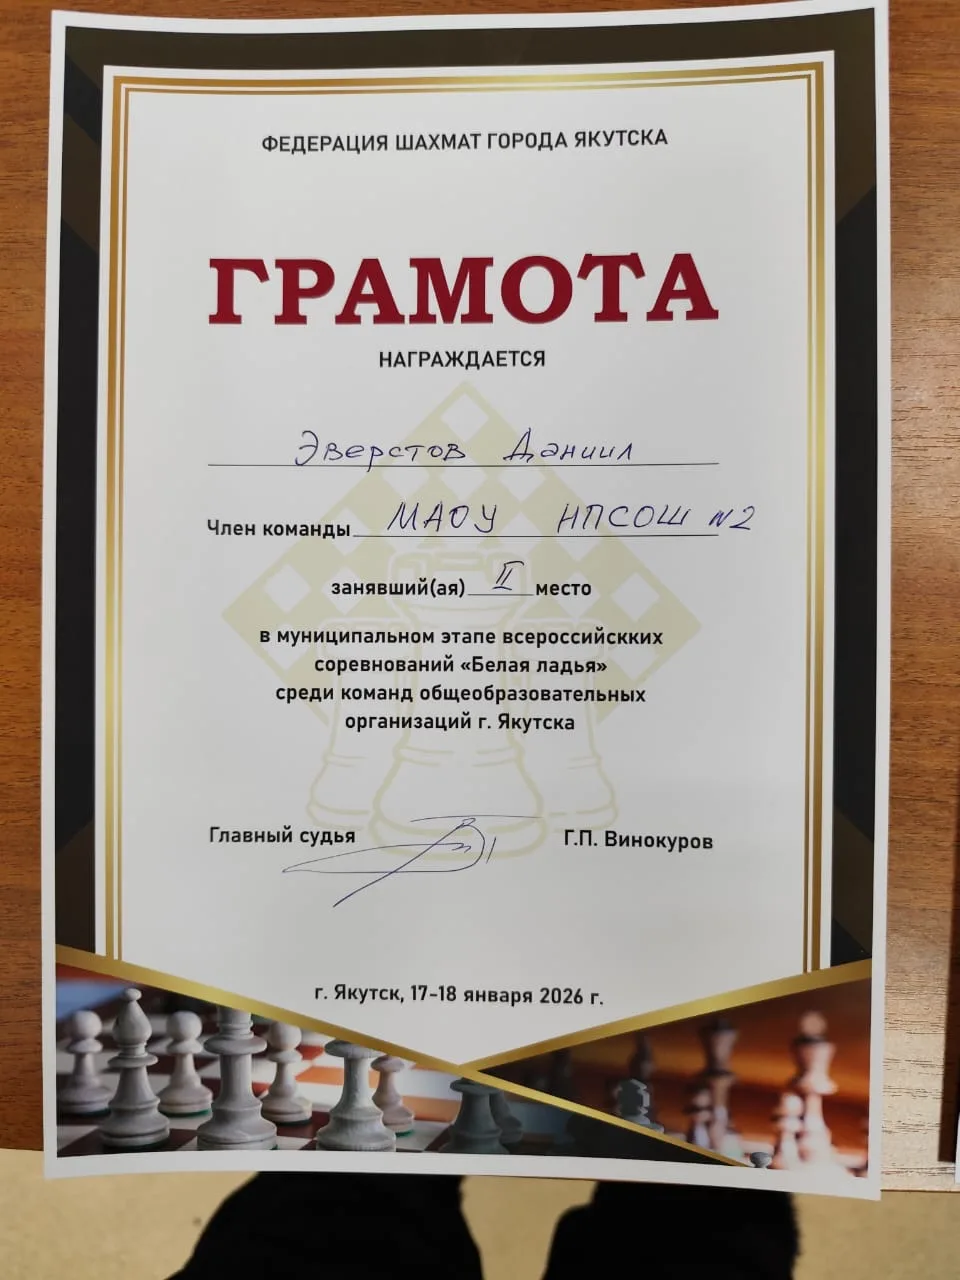 ФЕДЕРАЦИЯ ШАХМАТ ГОРОДА ЯКУТСКА
ГРАМОТА
НАГРАЖДАЕТСЯ
Эверстов Даниил
Член команды МАОУ НПСОШ N2
занявший(ая) II место
в муниципальном этапе всероссийскких
соревнований «Белая ладья»
среди команд общеобразовательных
организаций г. Якутска
Главный судья Г.П. Винокуров
г. Якутск, 17-18 января 2026 г.